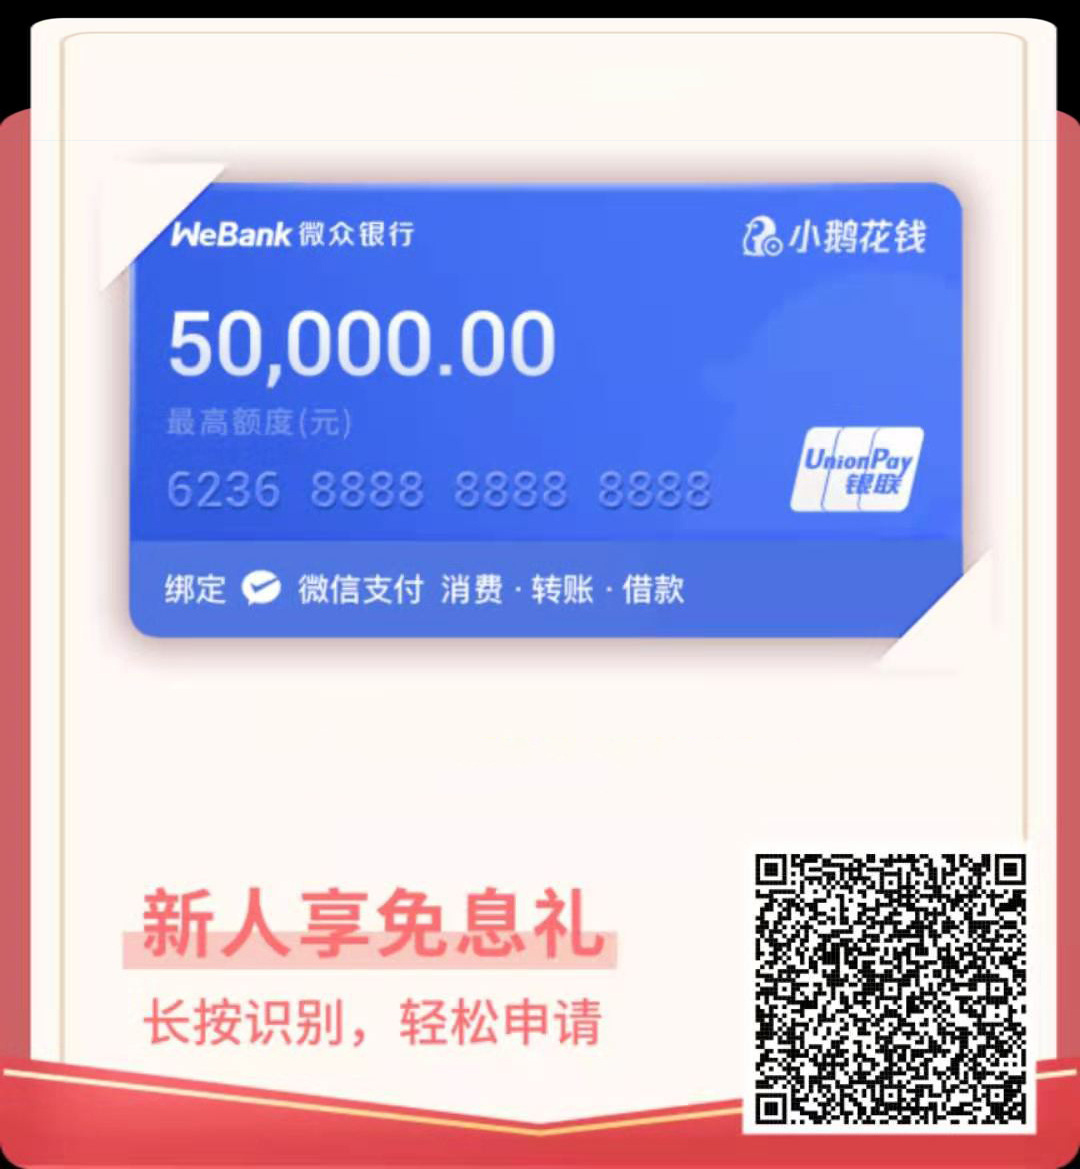 WeBank 微众银行 小鹅花钱
50,000.00
最高额度(元)
6236 8888 8888 8888
UnionPay
银联
绑定 微信支付 消费 · 转账 · 借款
新人享免息礼
长按识别，轻松申请